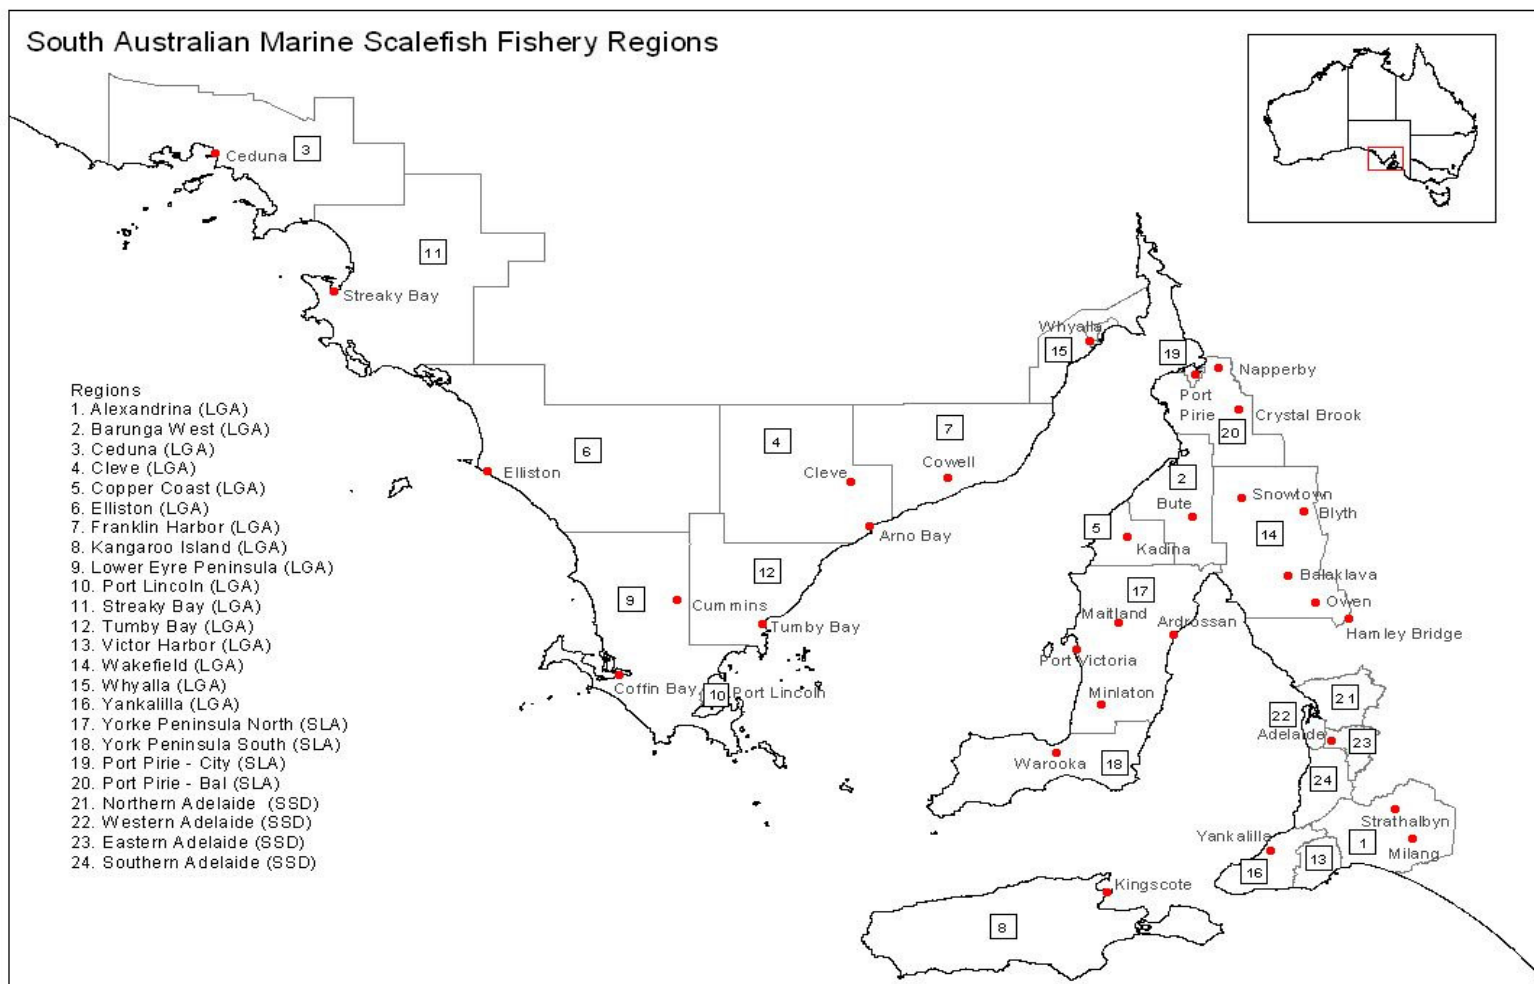 South Australian Marine Scalefish Fishery Regions
3
Ceduna
11
Streaky Bay
Whyalla
15
19
Napperby
Port
Pirie
Crystal Brook
20
Regions
1. Alexandrina (LGA)
2. Barunga West (LGA)
3. Ceduna (LGA)
4. Cleve (LGA)
5. Copper Coast (LGA)
6. Elliston (LGA)
7. Franklin Harbor (LGA)
8. Kangaroo Island (LGA)
9. Lower Eyre Peninsula (LGA)
10. Port Lincoln (LGA)
11. Streaky Bay (LGA)
12. Tumby Bay (LGA)
13. Victor Harbor (LGA)
14. Wakefield (LGA)
15. Whyalla (LGA)
16. Yankalilla (LGA)
17. Yorke Peninsula North (SLA)
18. York Peninsula South (SLA)
19. Port Pirie - City (SLA)
20. Port Pirie - Bal (SLA)
21. Northern Adelaide (SSD)
22. Western Adelaide (SSD)
23. Eastern Adelaide (SSD)
24. Southern Adelaide (SSD)
6
4
7
Elliston
Cleve
Cowell
Arno Bay
2
Bute
Snowtown
Blyth
5
Kadina
14
12
9
Cummins
Tumby Bay
17
Balaklava
Owen
Maitland
Ardrossan
Hamley Bridge
Port Victoria
Coffin Bay
10
Port Lincoln
Minlaton
21
22
Adelaide
23
Warooka
18
24
Strathalbyn
Yankalilla
1
Milang
13
16
Kingscote
8